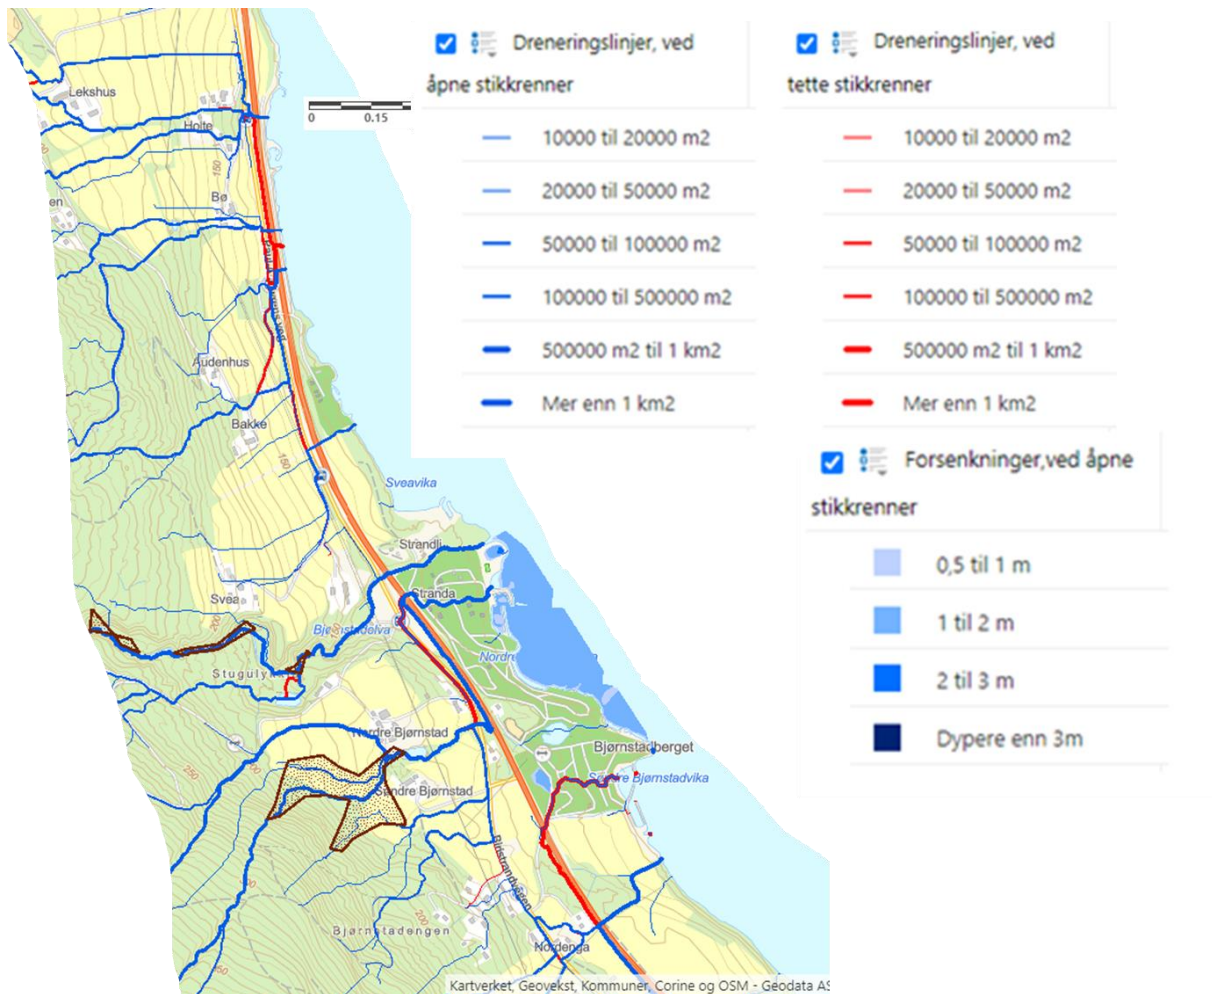 Dreneringslinjer, ved
åpne stikkrenner
10000 til 20000 m2
20000 til 50000 m2
50000 til 100000 m2
100000 til 500000 m2
500000 m2 til 1 km2
Mer enn 1 km2
Dreneringslinjer, ved
tette stikkrenner
10000 til 20000 m2
20000 til 50000 m2
50000 til 100000 m2
100000 til 500000 m2
500000 m2 til 1 km2
Mer enn 1 km2
Forsenkninger,ved åpne
stikkrenner
0,5 til 1 m
1 til 2 m
2 til 3 m
Dypere enn 3m
0 0.15
Lekshus
Holte
150
Bø
en
Audenhus
Bakke
150
Sveavika
Strandli
Stranda
Svea
200
Nordre Bjørnstad
Søndre Bjørnstad
Bjørnstadberget
Søndre Bjørnstadvika
250
200
200
Bjørnstadengen
Nordenga
Kartverket, Geovekst, Kommuner, Corine og OSM - Geodata AS